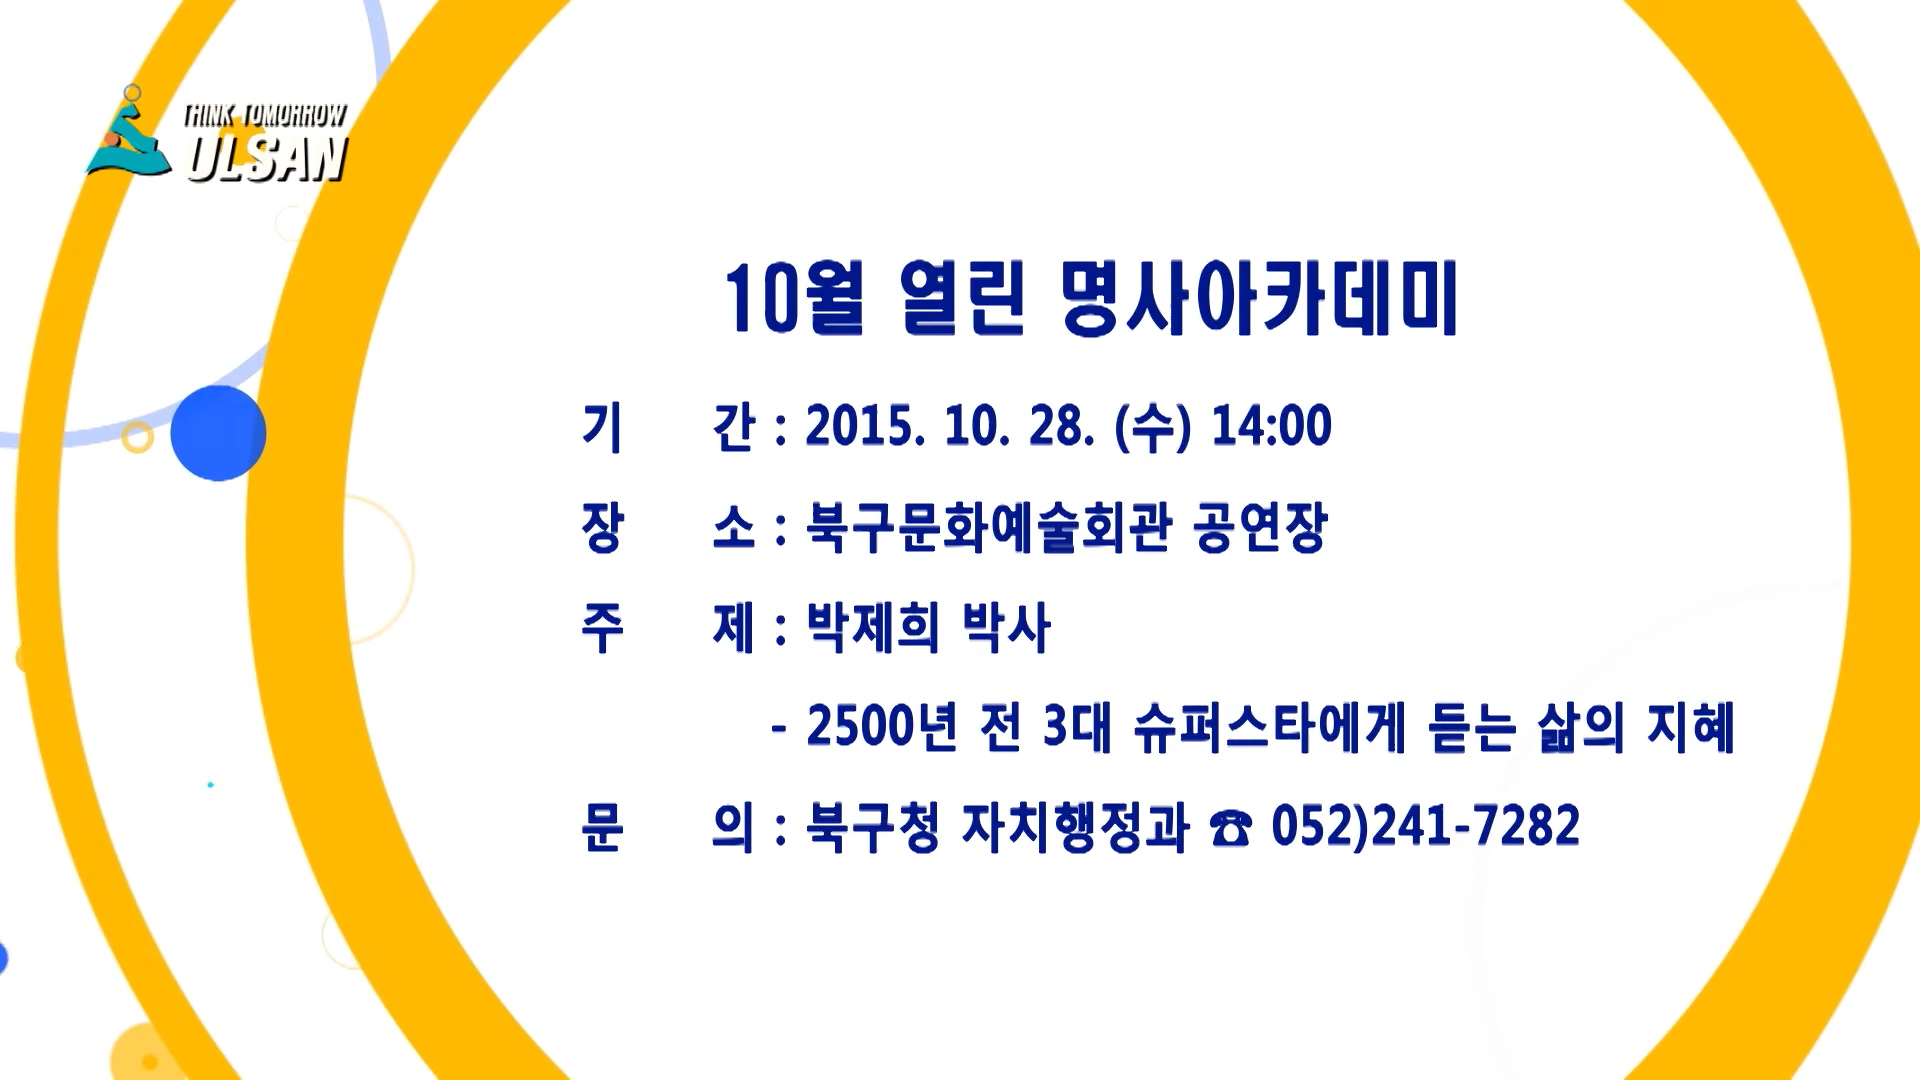 THINK TOMORROW
ULSAN
10월 열린 명사아카데미
기 간 : 2015. 10. 28. (수) 14:00
장 소 : 북구문화예술회관 공연장
주 제 : 박제희 박사
- 2500년 전 3대 슈퍼스타에게 듣는 삶의 지혜
문 의 : 북구청 자치행정과 ☎ 052)241-7282